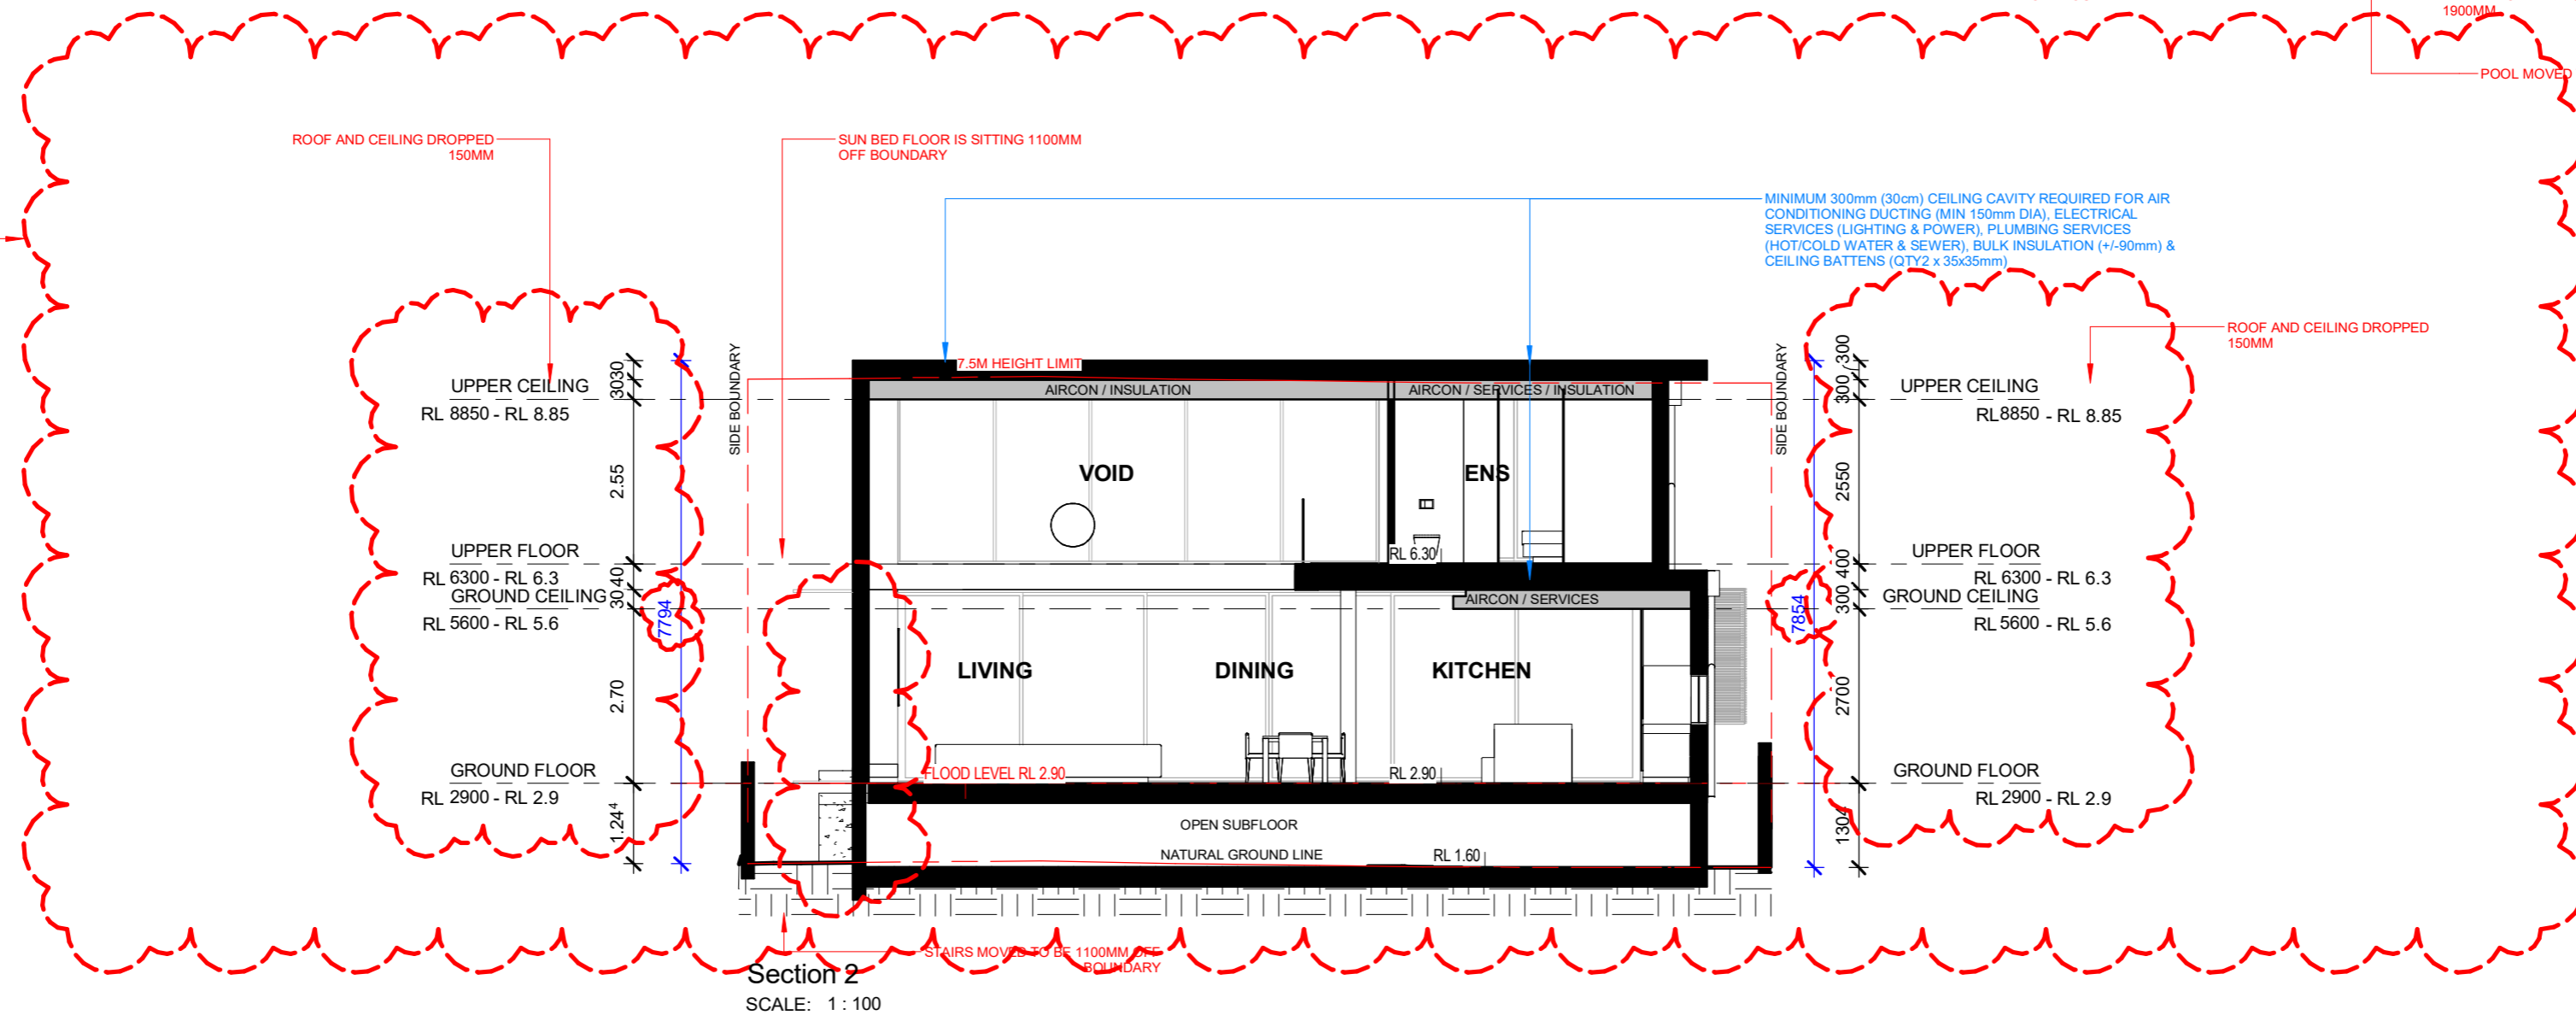 1900MM
POOL MOVED
ROOF AND CEILING DROPPED
150MM
SUN BED FLOOR IS SITTING 1100MM
OFF BOUNDARY
MINIMUM 300mm (30cm) CEILING CAVITY REQUIRED FOR AIR
CONDITIONING DUCTING (MIN 150mm DIA), ELECTRICAL
SERVICES (LIGHTING & POWER), PLUMBING SERVICES
(HOT/COLD WATER & SEWER), BULK INSULATION (+/-90mm) &
CEILING BATTENS (QTY2 x 35x35mm)
ROOF AND CEILING DROPPED
150MM
UPPER CEILING
RL 8850 - RL 8.85
UPPER FLOOR
RL 6300 - RL 6.3
GROUND CEILING
RL 5600 - RL 5.6
GROUND FLOOR
RL 2900 - RL 2.9
30
30
2.55
40
30
2.70
1.24⁴
7794
SIDE BOUNDARY
7.5M HEIGHT LIMIT
AIRCON / INSULATION
AIRCON / SERVICES / INSULATION
VOID
ENS
RL 6.30
AIRCON / SERVICES
LIVING
DINING
KITCHEN
FLOOD LEVEL RL 2.90
RL 2.90
OPEN SUBFLOOR
NATURAL GROUND LINE
RL 1.60
SIDE BOUNDARY
7854
300
300
2550
400
300
2700
1304
UPPER CEILING
RL 8850 - RL 8.85
UPPER FLOOR
RL 6300 - RL 6.3
GROUND CEILING
RL 5600 - RL 5.6
GROUND FLOOR
RL 2900 - RL 2.9
STAIRS MOVED TO BE 1100MM OFF
BOUNDARY
Section 2
SCALE: 1 : 100